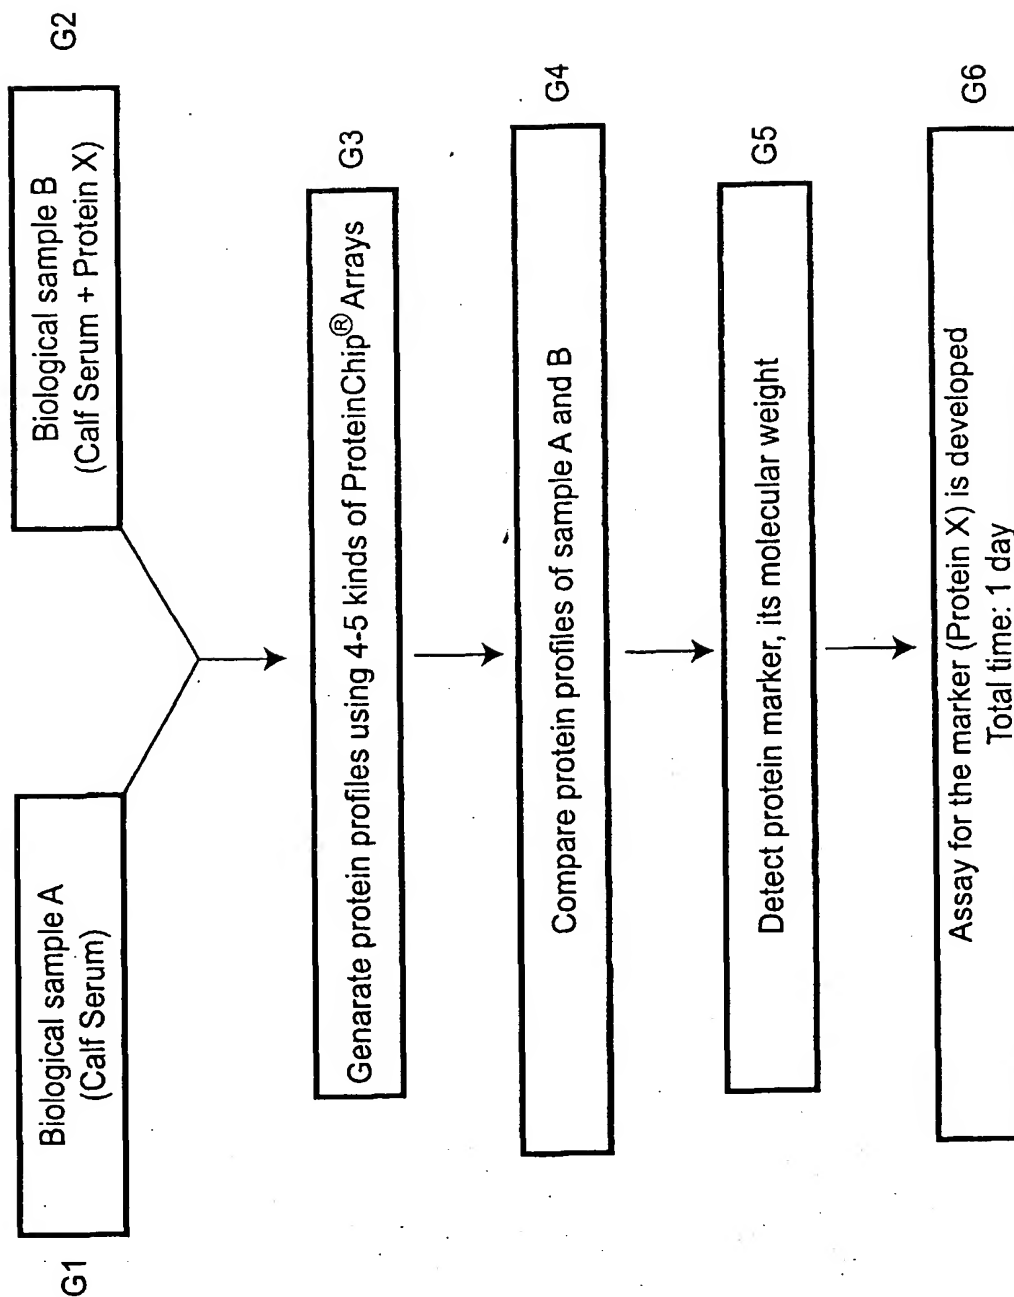 G1
Biological sample A
(Calf Serum)
Biological sample B
(Calf Serum + Protein X)
G2
Genarate protein profiles using 4-5 kinds of ProteinChip® Arrays
G3
Compare protein profiles of sample A and B
G4
Detect protein marker, its molecular weight
G5
Assay for the marker (Protein X) is developed
Total time: 1 day
G6